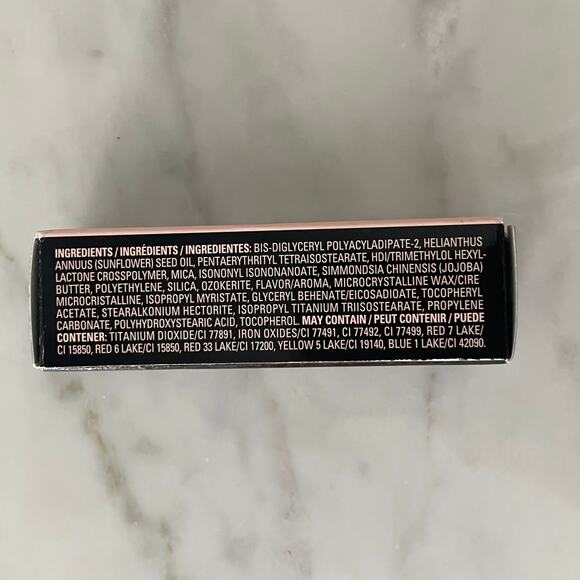 INGREDIENTS / INGRÉDIENTS / INGREDIENTES: BIS-DIGLYCERYL POLYACYLADIPATE-2, HELIANTHUS
ANNUUS (SUNFLOWER) SEED OIL, PENTAERYTHRITYL TETRAISOSTEARATE, HDI/TRIMETHYLOL HEXYL-
LACTONE CROSSPOLYMER, MICA, ISONONYL ISONONANOATE, SIMMONDSIA CHINENSIS (JOJOBA)
BUTTER, POLYETHYLENE, SILICA, OZOKERITE, FLAVOR/AROMA, MICROCRYSTALLINE WAX/CIRE
MICROCRISTALLINE, ISOPROPYL MYRISTATE, GLYCERYL BEHENATE/EICOSADIOATE, TOCOPHERYL
ACETATE, STEARALKONIUM HECTORITE, ISOPROPYL TITANIUM TRIISOSTEARATE, PROPYLENE
CARBONATE, POLYHYDROXYSTEARIC ACID, TOCOPHEROL. MAY CONTAIN / PEUT CONTENIR / PUEDE
CONTENER: TITANIUM DIOXIDE/CI 77891, IRON OXIDES/CI 77491, CI 77492, CI 77499, RED 7 LAKE/
CI 15850, RED 6 LAKE/CI 15850, RED 33 LAKE/CI 17200, YELLOW 5 LAKE/CI 19140, BLUE 1 LAKE/CI 42090.